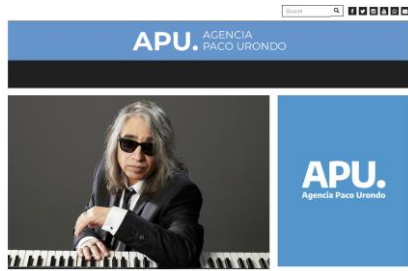 Buscar
APU. AGENCIA
PACO URONDO
APU.
Agencia Paco Urondo